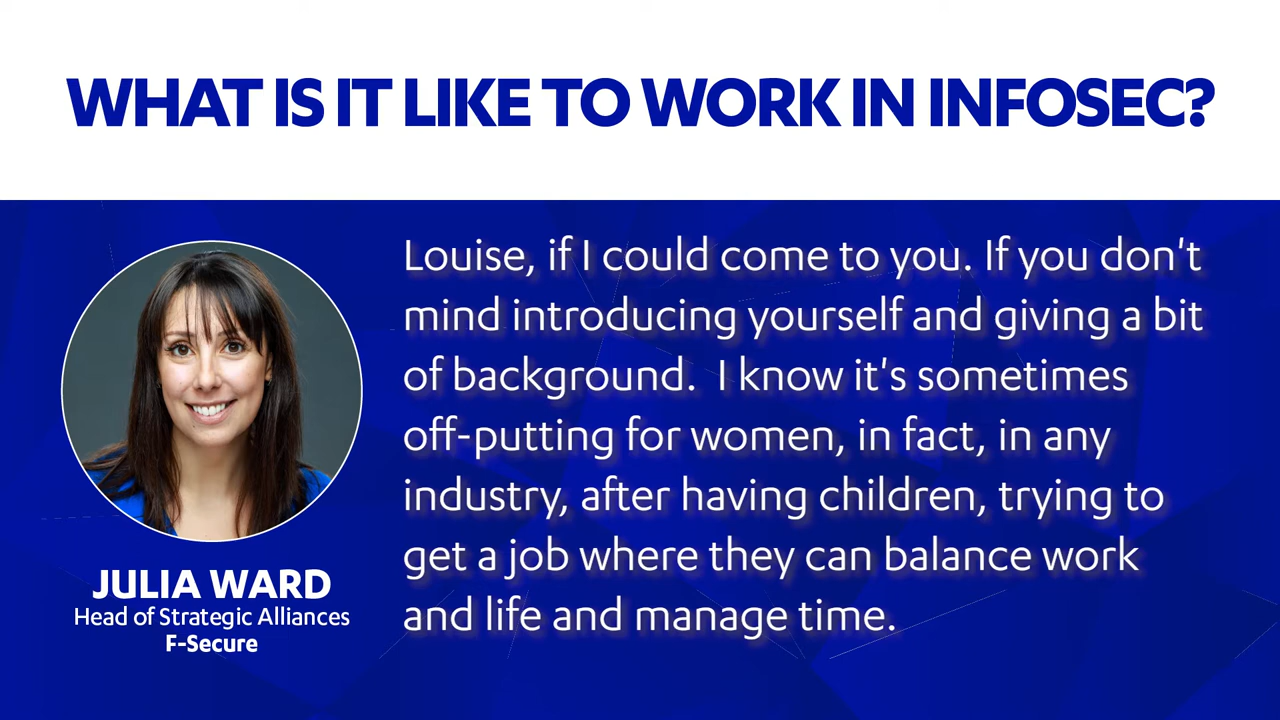 WHAT IS IT LIKE TO WORK IN INFOSEC?
Louise, if I could come to you. If you don't
mind introducing yourself and giving a bit
of background.  I know it's sometimes
off-putting for women, in fact, in any
industry, after having children, trying to
get a job where they can balance work
and life and manage time.
JULIA WARD
Head of Strategic Alliances
F-Secure